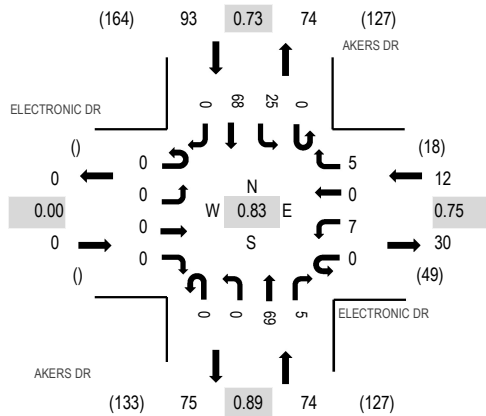 (164) 93 0.73 74 (127)
AKERS DR
ELECTRONIC DR
0 68 25 0
() (18)
0 0 5 12
0.00 0 W N 0.83 S E 0 0.75
0 0 7 30
() 0 0 (49)
0 0 69 5
ELECTRONIC DR
AKERS DR
(133) 75 0.89 74 (127)